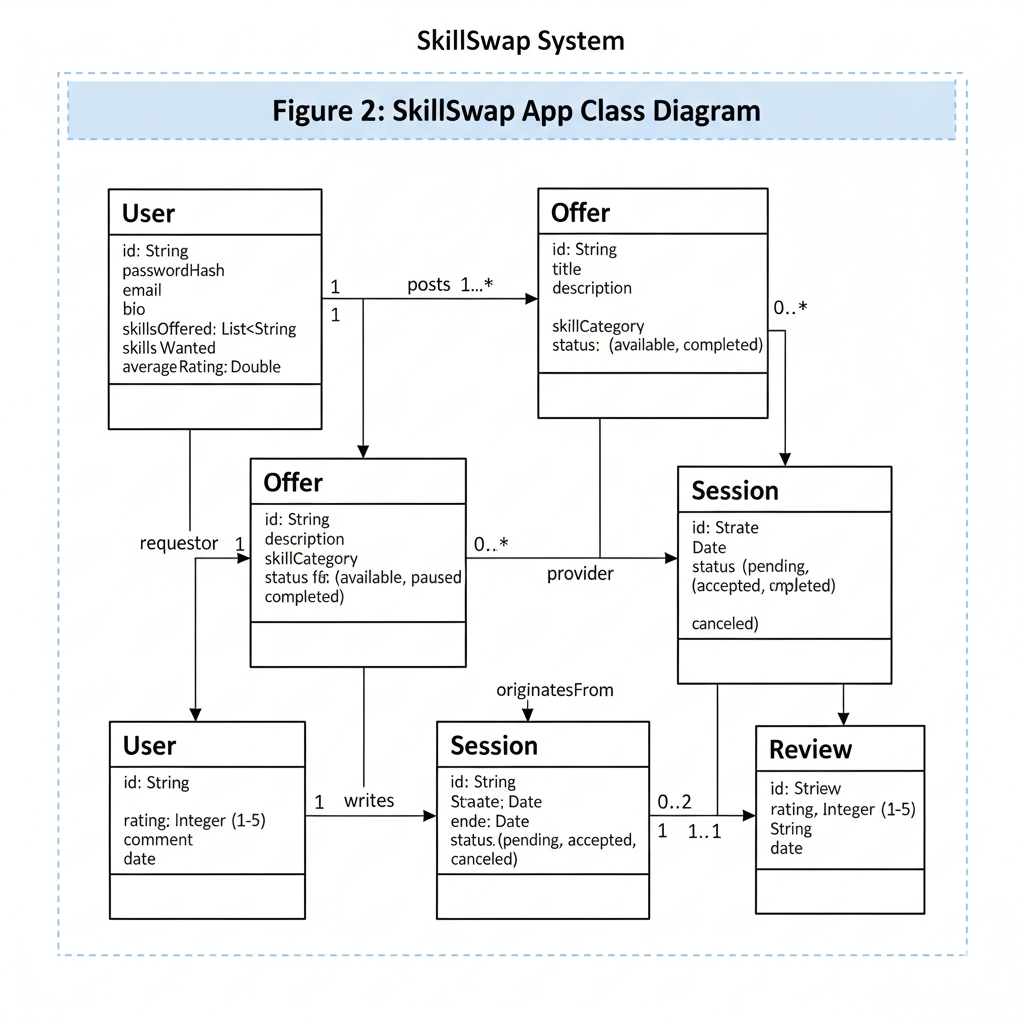 SkillSwap System
Figure 2: SkillSwap App Class Diagram
User
id: String
passwordHash
email
bio
skillsOffered: List<String
skills Wanted
averageRating: Double
1
1
posts 1...*
Offer
id: String
title
description
skillCategory
status: (available, completed)
0..*
Offer
id: String
description
skillCategory
status (available, paused
completed)
requestor 1
0..*
provider
Session
id: Strate
Date
status (pending,
(accepted, cmpleted)
canceled)
originatesFrom
User
id: String
rating: Integer (1-5)
comment
date
1 writes
Session
id: String
Staate; Date
ende: Date
status.(pending, accepted,
canceled)
0..2
1 1..1
Review
id: Striew
rating, Integer (1-5)
String
date